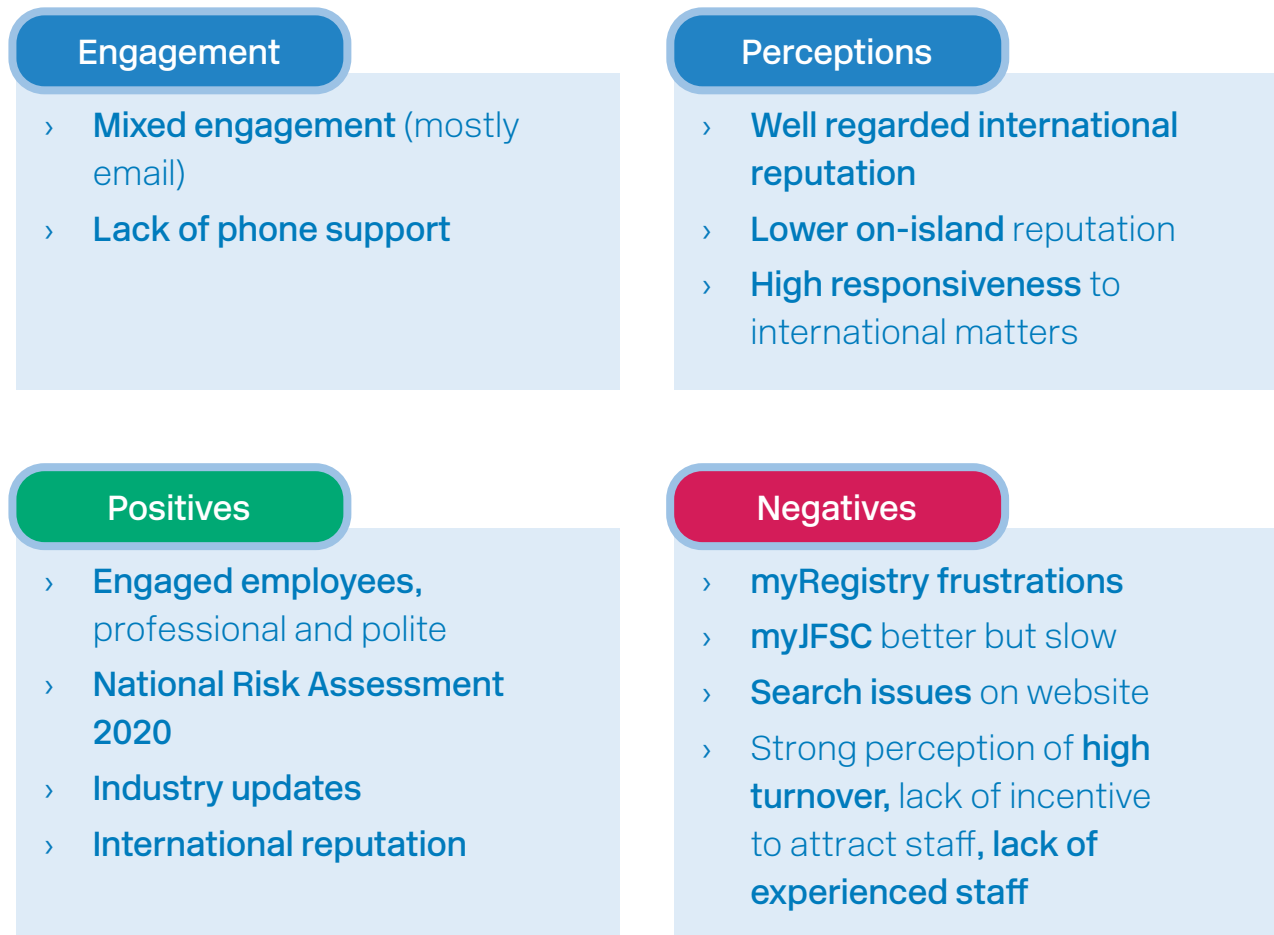 Engagement
› Mixed engagement (mostly
email)
› Lack of phone support
Perceptions
› Well regarded international
reputation
› Lower on-island reputation
› High responsiveness to
international matters
Positives
› Engaged employees,
professional and polite
› National Risk Assessment
2020
› Industry updates
› International reputation
Negatives
› myRegistry frustrations
› myJFSC better but slow
› Search issues on website
› Strong perception of high
turnover, lack of incentive
to attract staff, lack of
experienced staff